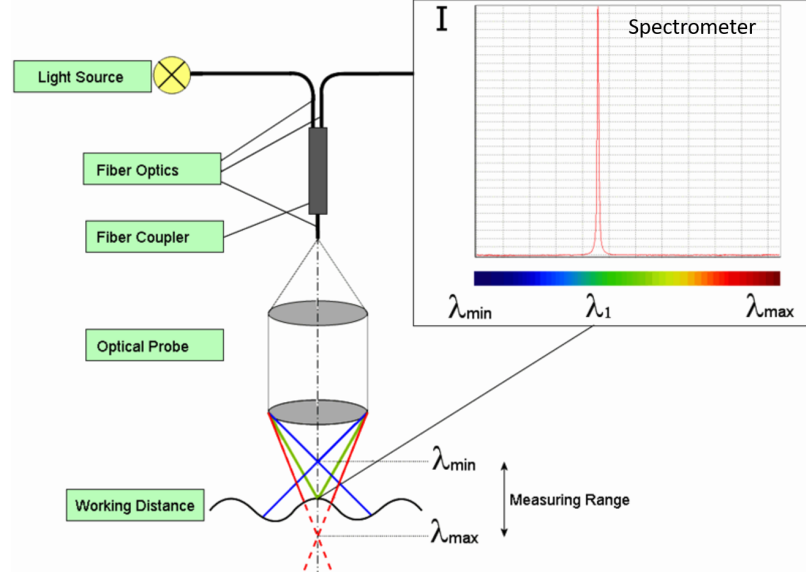 I
Spectrometer
Light Source
Fiber Optics
Fiber Coupler
λmin
λ1
λmax
Optical Probe
λmin
Measuring Range
Working Distance
λmax